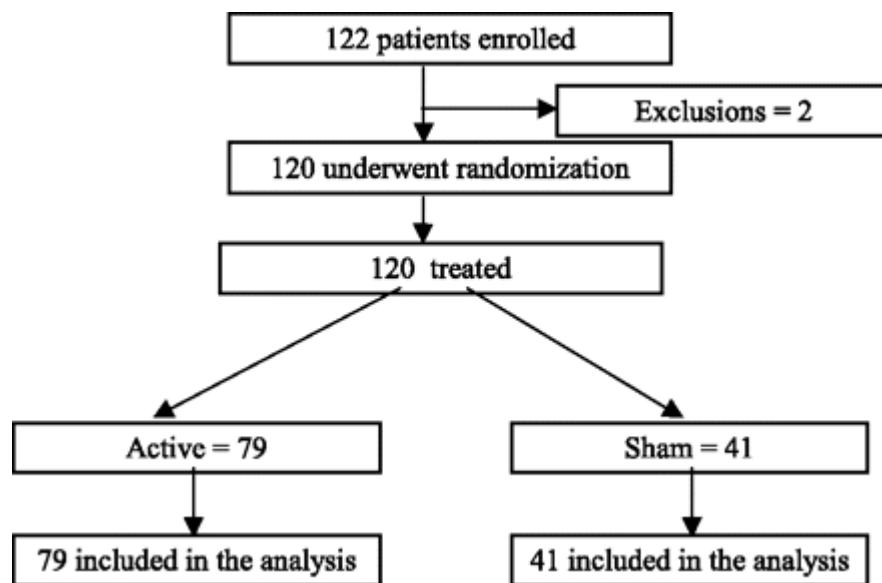 122 patients enrolled
Exclusions = 2
120 underwent randomization
120 treated
Active = 79
Sham = 41
79 included in the analysis
41 included in the analysis